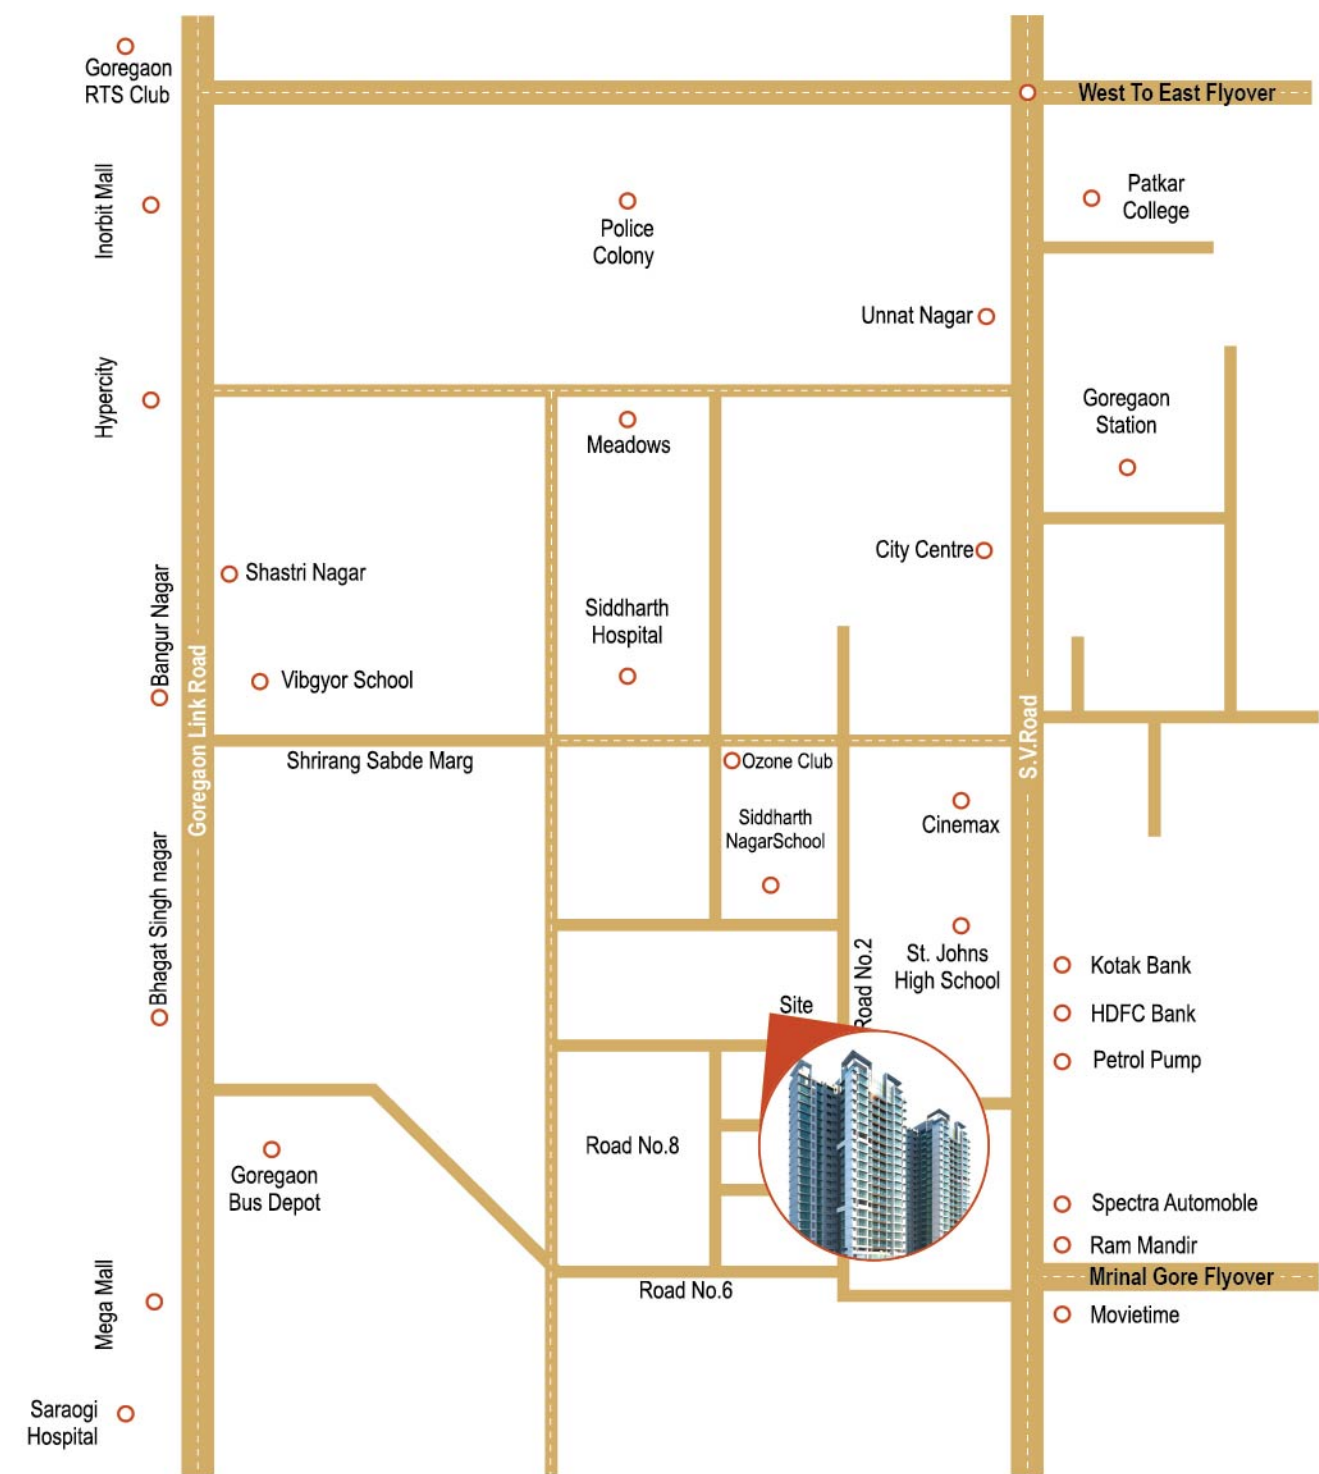 Goregaon
RTS Club
West To East Flyover
Inorbit Mall
Police
Colony
Patkar
College
Unnat Nagar
Hypercity
Meadows
Goregaon
Station
City Centre
Shastri Nagar
Bangur Nagar
Siddharth
Hospital
Vibgyor School
Goregaon Link Road
S.V.Road
Shrirang Sabde Marg
Ozone Club
Siddharth
NagarSchool
Cinemax
Bhagat Singh nagar
Road No.2
St. Johns
High School
Kotak Bank
Site
HDFC Bank
Petrol Pump
Road No.8
Goregaon
Bus Depot
Spectra Automoble
Ram Mandir
Mrinal Gore Flyover
Road No.6
Mega Mall
Movietime
Saraogi
Hospital